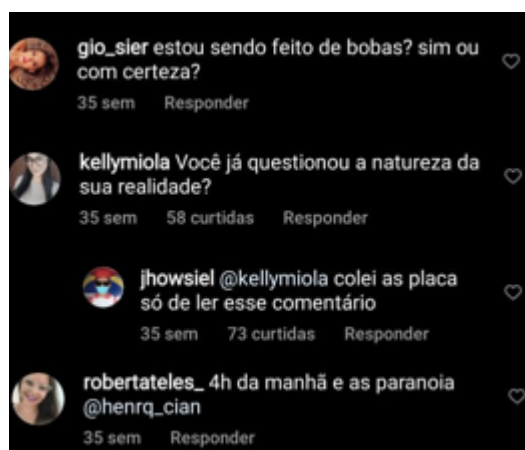 gio_sier estou sendo feito de bobas? sim ou
com certeza?
35 sem Responder
kellymiola Você já questionou a natureza da
sua realidade?
35 sem 58 curtidas Responder
jhowsiel @kellymiola colei as placa
só de ler esse comentário
35 sem 73 curtidas Responder
robertateles_ 4h da manhã e as paranoia
@henrq_cian
35 sem Responder